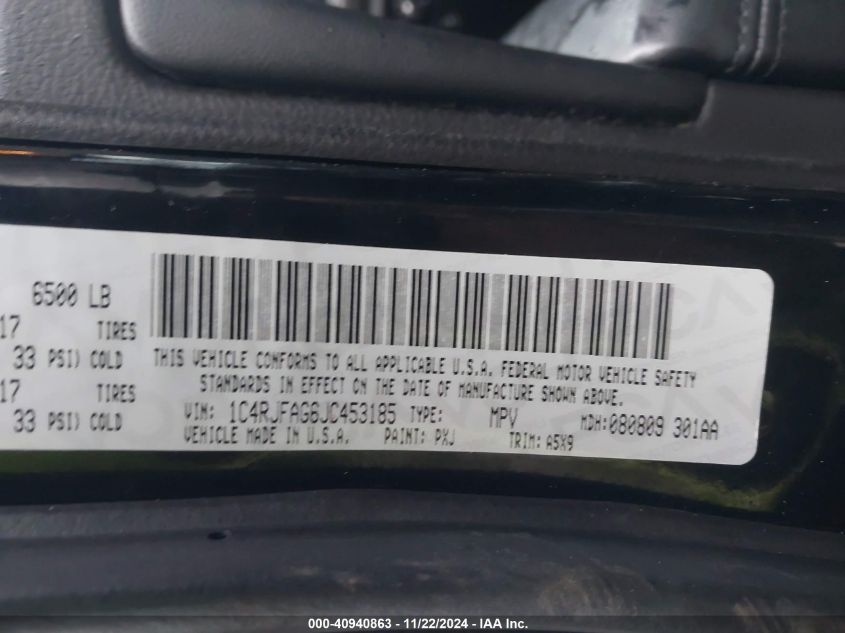 6500 LB
17 TIRES
33 PSI) COLD
17 TIRES
33 PSI) COLD
THIS VEHICLE CONFORMS TO ALL APPLICABLE U.S.A. FEDERAL MOTOR VEHICLE SAFETY
STANDARDS IN EFFECT ON THE DATE OF MANUFACTURE SHOWN ABOVE.
VIN: 1C4RJFAG6JC453185 TYPE: MPV MDH:080809 301AA
VEHICLE MADE IN U.S.A. PAINT: PXJ TRIM: A5X9
000-40940863 - 11/22/2024 - IAA Inc.